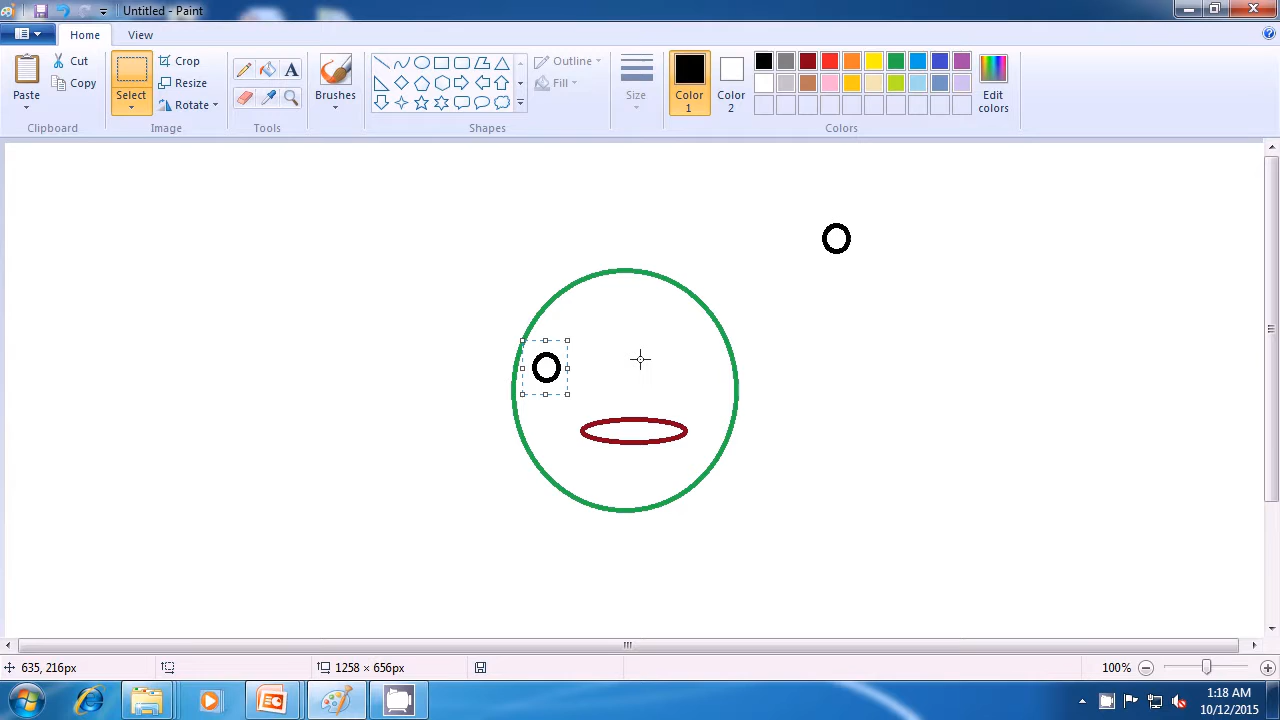 Untitled - Paint
Home
View
Cut
Copy
Paste
Crop
Resize
Rotate
Select
Brushes
Outline
Fill
Size
Color
1
Color
2
Edit
colors
Clipboard
Image
Tools
Shapes
Colors
635, 216px
1258 × 656px
100%
1:18 AM
10/12/2015